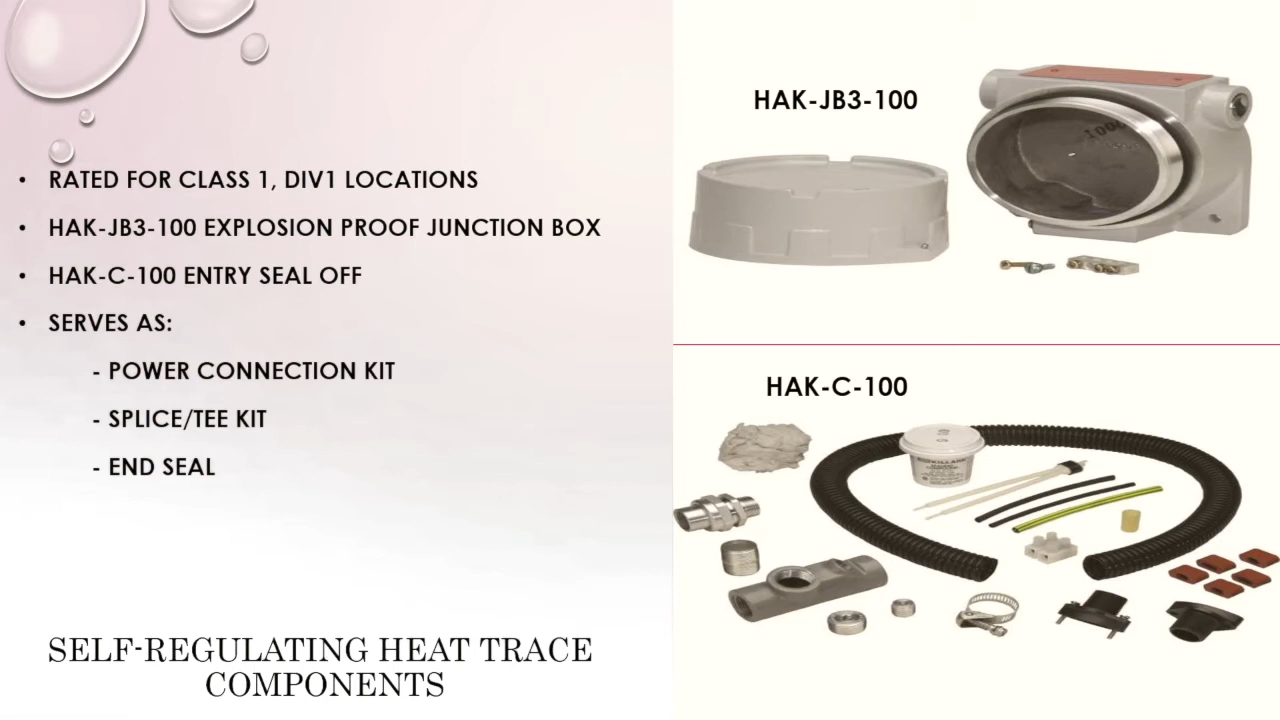 • RATED FOR CLASS 1, DIV1 LOCATIONS
• HAK-JB3-100 EXPLOSION PROOF JUNCTION BOX
• HAK-C-100 ENTRY SEAL OFF
• SERVES AS:
- POWER CONNECTION KIT
- SPLICE/TEE KIT
- END SEAL
SELF-REGULATING HEAT TRACE
COMPONENTS
HAK-JB3-100
HAK-C-100